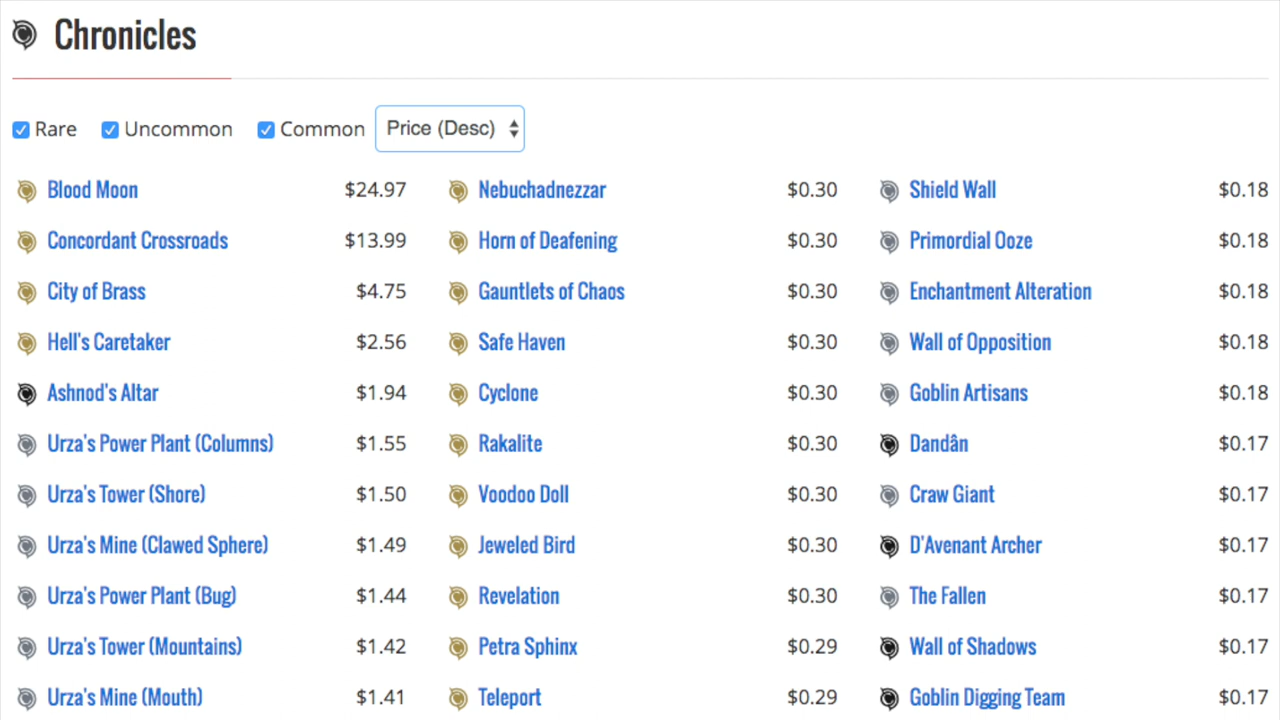 Chronicles
Rare Uncommon Common Price (Desc)
Blood Moon $24.97 Nebuchadnezzar $0.30 Shield Wall $0.18
Concordant Crossroads $13.99 Horn of Deafening $0.30 Primordial Ooze $0.18
City of Brass $4.75 Gauntlets of Chaos $0.30 Enchantment Alteration $0.18
Hell's Caretaker $2.56 Safe Haven $0.30 Wall of Opposition $0.18
Ashnod's Altar $1.94 Cyclone $0.30 Goblin Artisans $0.18
Urza's Power Plant (Columns) $1.55 Rakalite $0.30 Dandân $0.17
Urza's Tower (Shore) $1.50 Voodoo Doll $0.30 Craw Giant $0.17
Urza's Mine (Clawed Sphere) $1.49 Jeweled Bird $0.30 D'Avenant Archer $0.17
Urza's Power Plant (Bug) $1.44 Revelation $0.30 The Fallen $0.17
Urza's Tower (Mountains) $1.42 Petra Sphinx $0.29 Wall of Shadows $0.17
Urza's Mine (Mouth) $1.41 Teleport $0.29 Goblin Digging Team $0.17